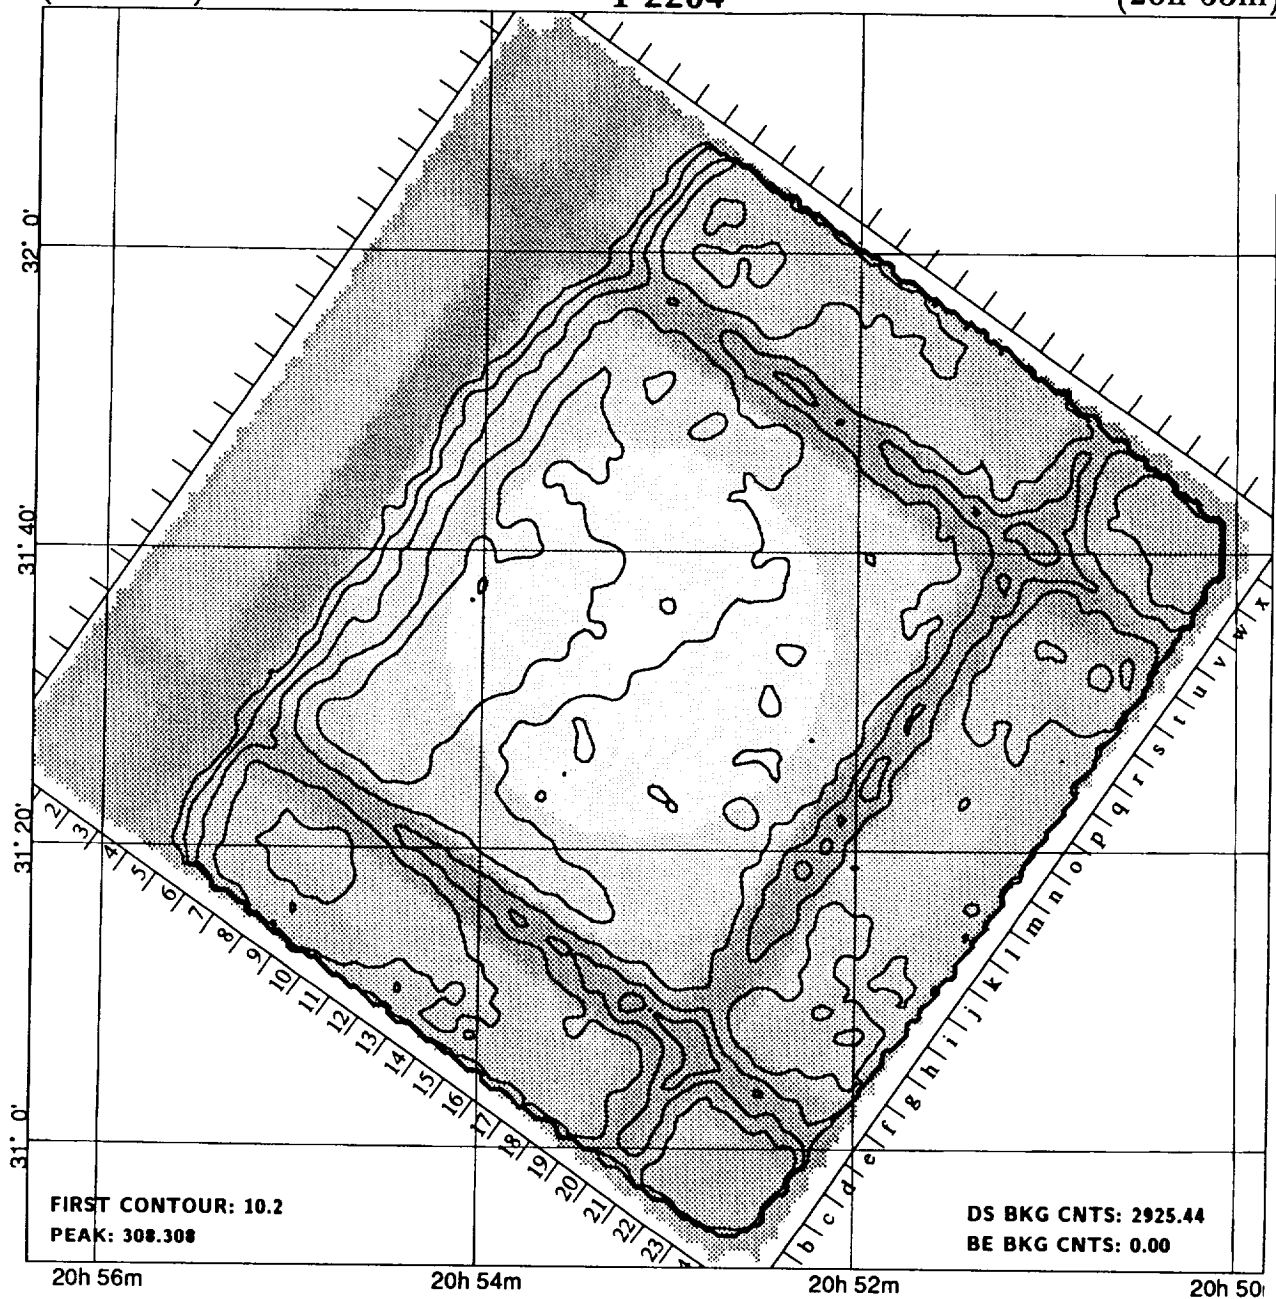 32° 0'
31° 40'
31° 20'
31° 0'
2 3 4 5 6 7 8 9 10 11 12 13 14 15 16 17 18 19 20 21 22 23
b c d e f g h i j k l m n o p q r s t u v w x
FIRST CONTOUR: 10.2
PEAK: 308.308
DS BKG CNTS: 2925.44
BE BKG CNTS: 0.00
20h 56m
20h 54m
20h 52m
20h 50